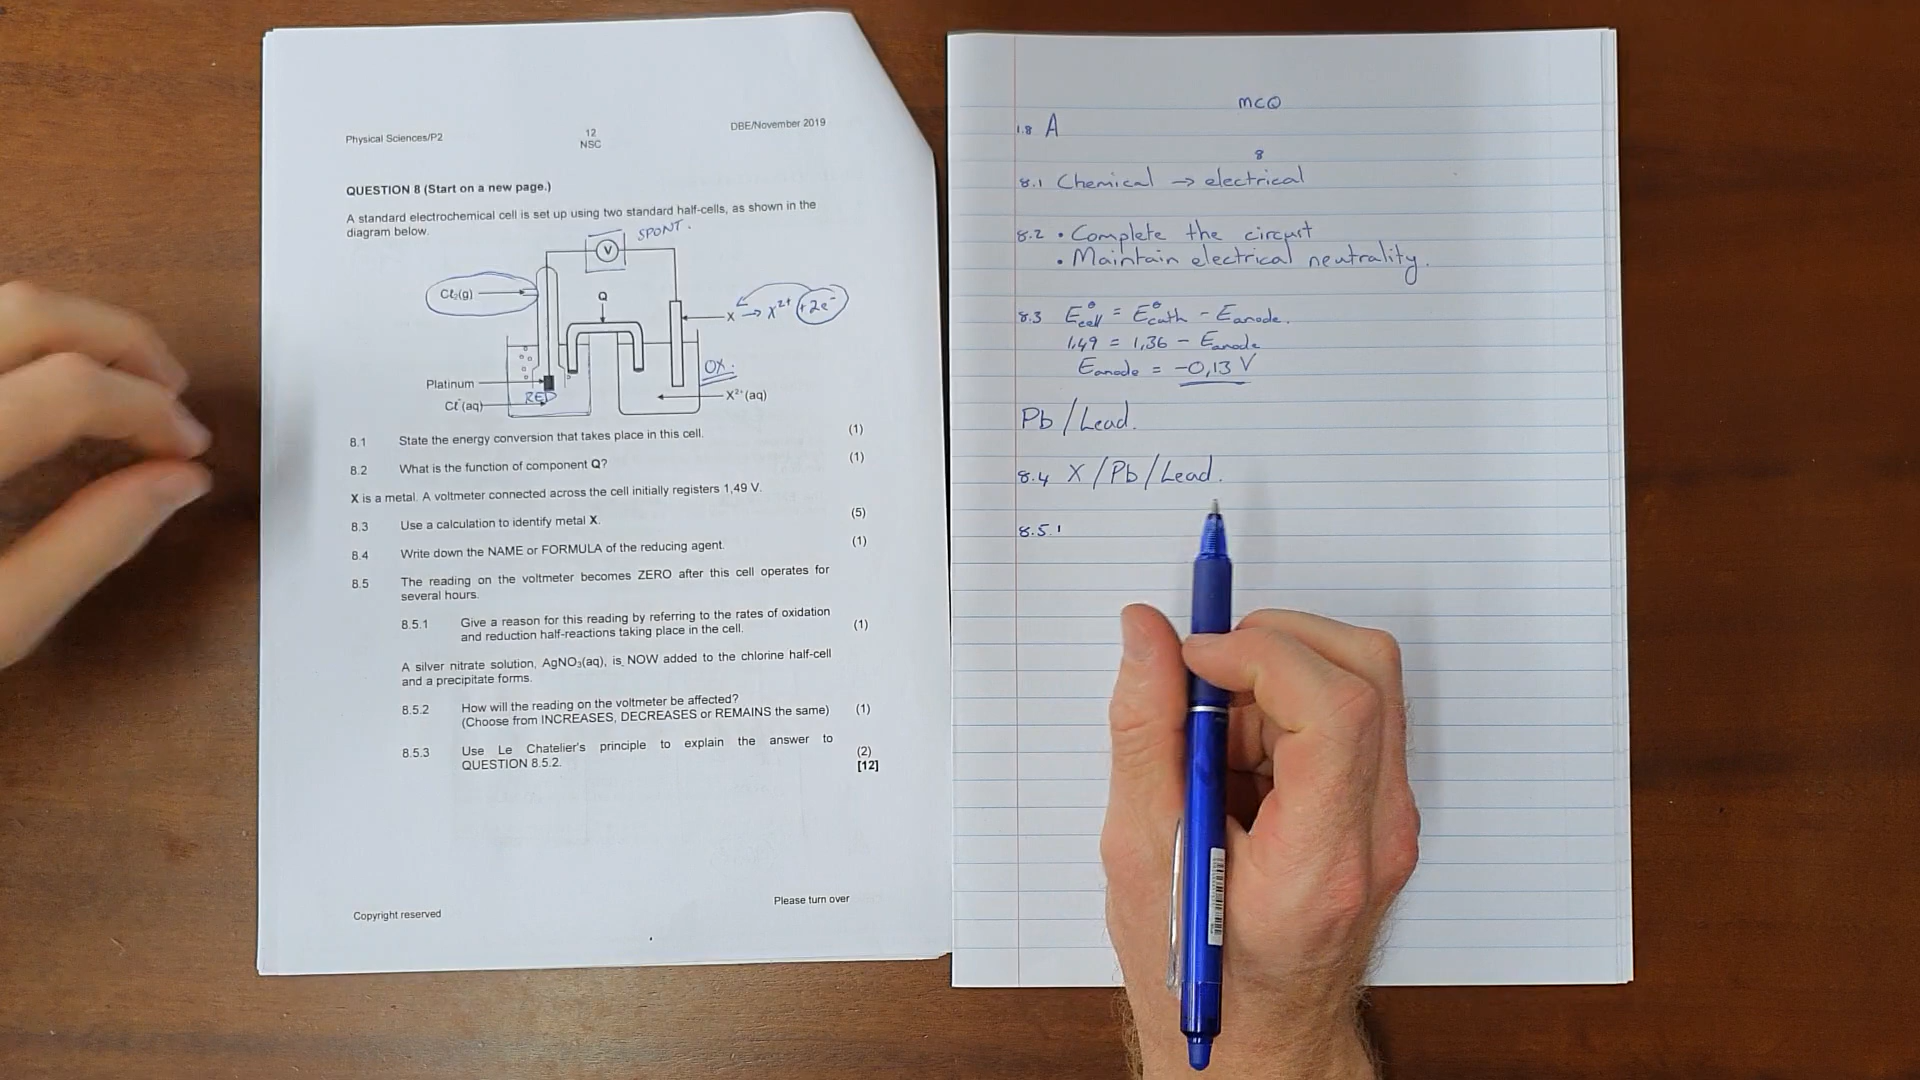 Physical Sciences/P2
12
NSC
DBE/November 2019
QUESTION 8 (Start on a new page.)
A standard electrochemical cell is set up using two standard half-cells, as shown in the
diagram below.
SPONT.
V
Cℓ₂(g)
Q
X → X²⁺ +2e⁻
OX.
Platinum
RED
Cℓ⁻(aq)
X²⁺(aq)
8.1 State the energy conversion that takes place in this cell. (1)
8.2 What is the function of component Q? (1)
X is a metal. A voltmeter connected across the cell initially registers 1,49 V.
8.3 Use a calculation to identify metal X. (5)
8.4 Write down the NAME or FORMULA of the reducing agent. (1)
8.5 The reading on the voltmeter becomes ZERO after this cell operates for
several hours.
8.5.1 Give a reason for this reading by referring to the rates of oxidation
and reduction half-reactions taking place in the cell. (1)
A silver nitrate solution, AgNO₃(aq), is NOW added to the chlorine half-cell
and a precipitate forms.
8.5.2 How will the reading on the voltmeter be affected?
(Choose from INCREASES, DECREASES or REMAINS the same) (1)
8.5.3 Use Le Chatelier's principle to explain the answer to
QUESTION 8.5.2. (2)
[12]
Copyright reserved
Please turn over
MCQ
1.8 A
8
8.1 Chemical → electrical
8.2 • Complete the circuit
• Maintain electrical neutrality.
8.3 E°cell = E°cath - Eanode.
1,49 = 1,36 - Eanode
Eanode = -0,13 V
Pb/Lead.
8.4 X/Pb/Lead.
8.5.1